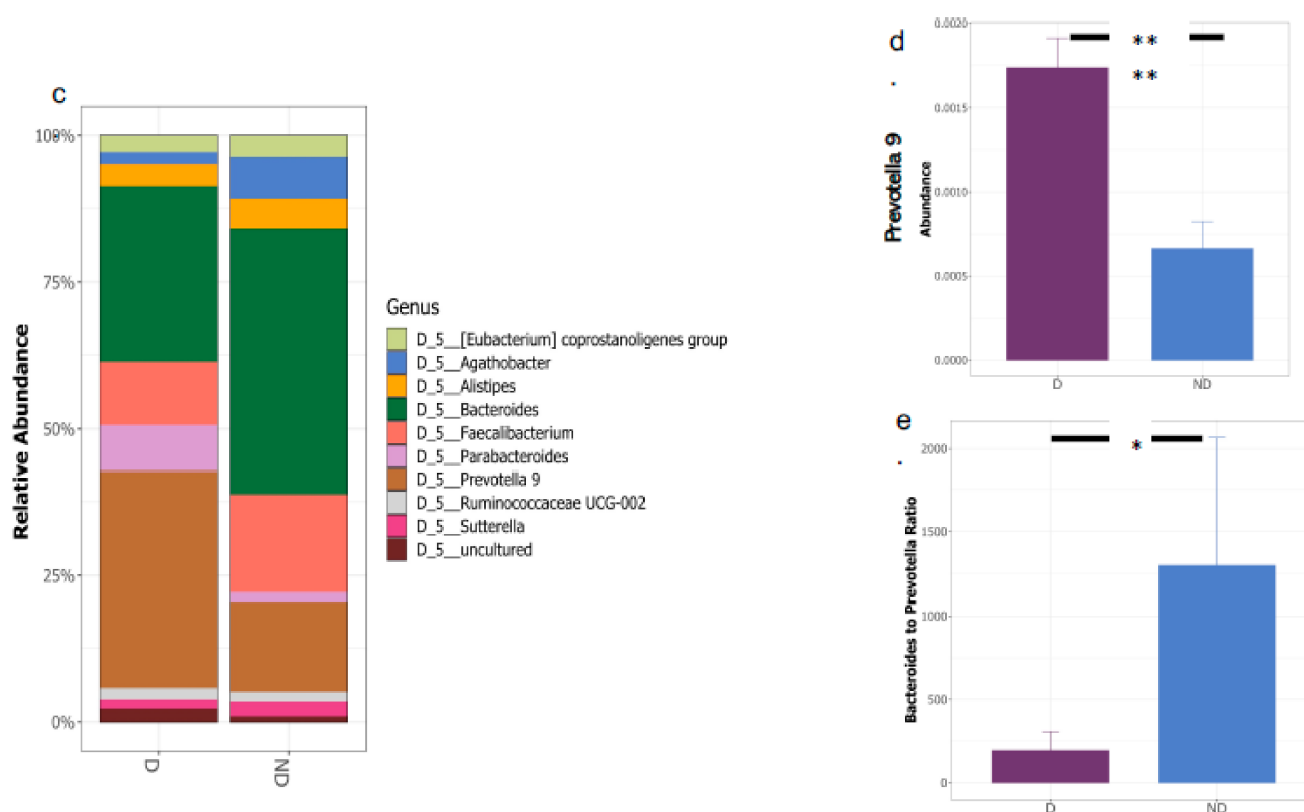 c
100%
75%
50%
25%
0%
Relative Abundance
D
ND
Genus
D_5__[Eubacterium] coprostanoligenes group
D_5__Agathobacter
D_5__Alistipes
D_5__Bacteroides
D_5__Faecalibacterium
D_5__Parabacteroides
D_5__Prevotella 9
D_5__Ruminococcaceae UCG-002
D_5__Sutterella
D_5__uncultured
d
.
Prevotella 9
Abundance
0.0020
0.0015
0.0010
0.0005
0.0000
**
**
D
ND
e
.
Bacteroides to Prevotella Ratio
2000
1500
1000
500
0
*
D
ND